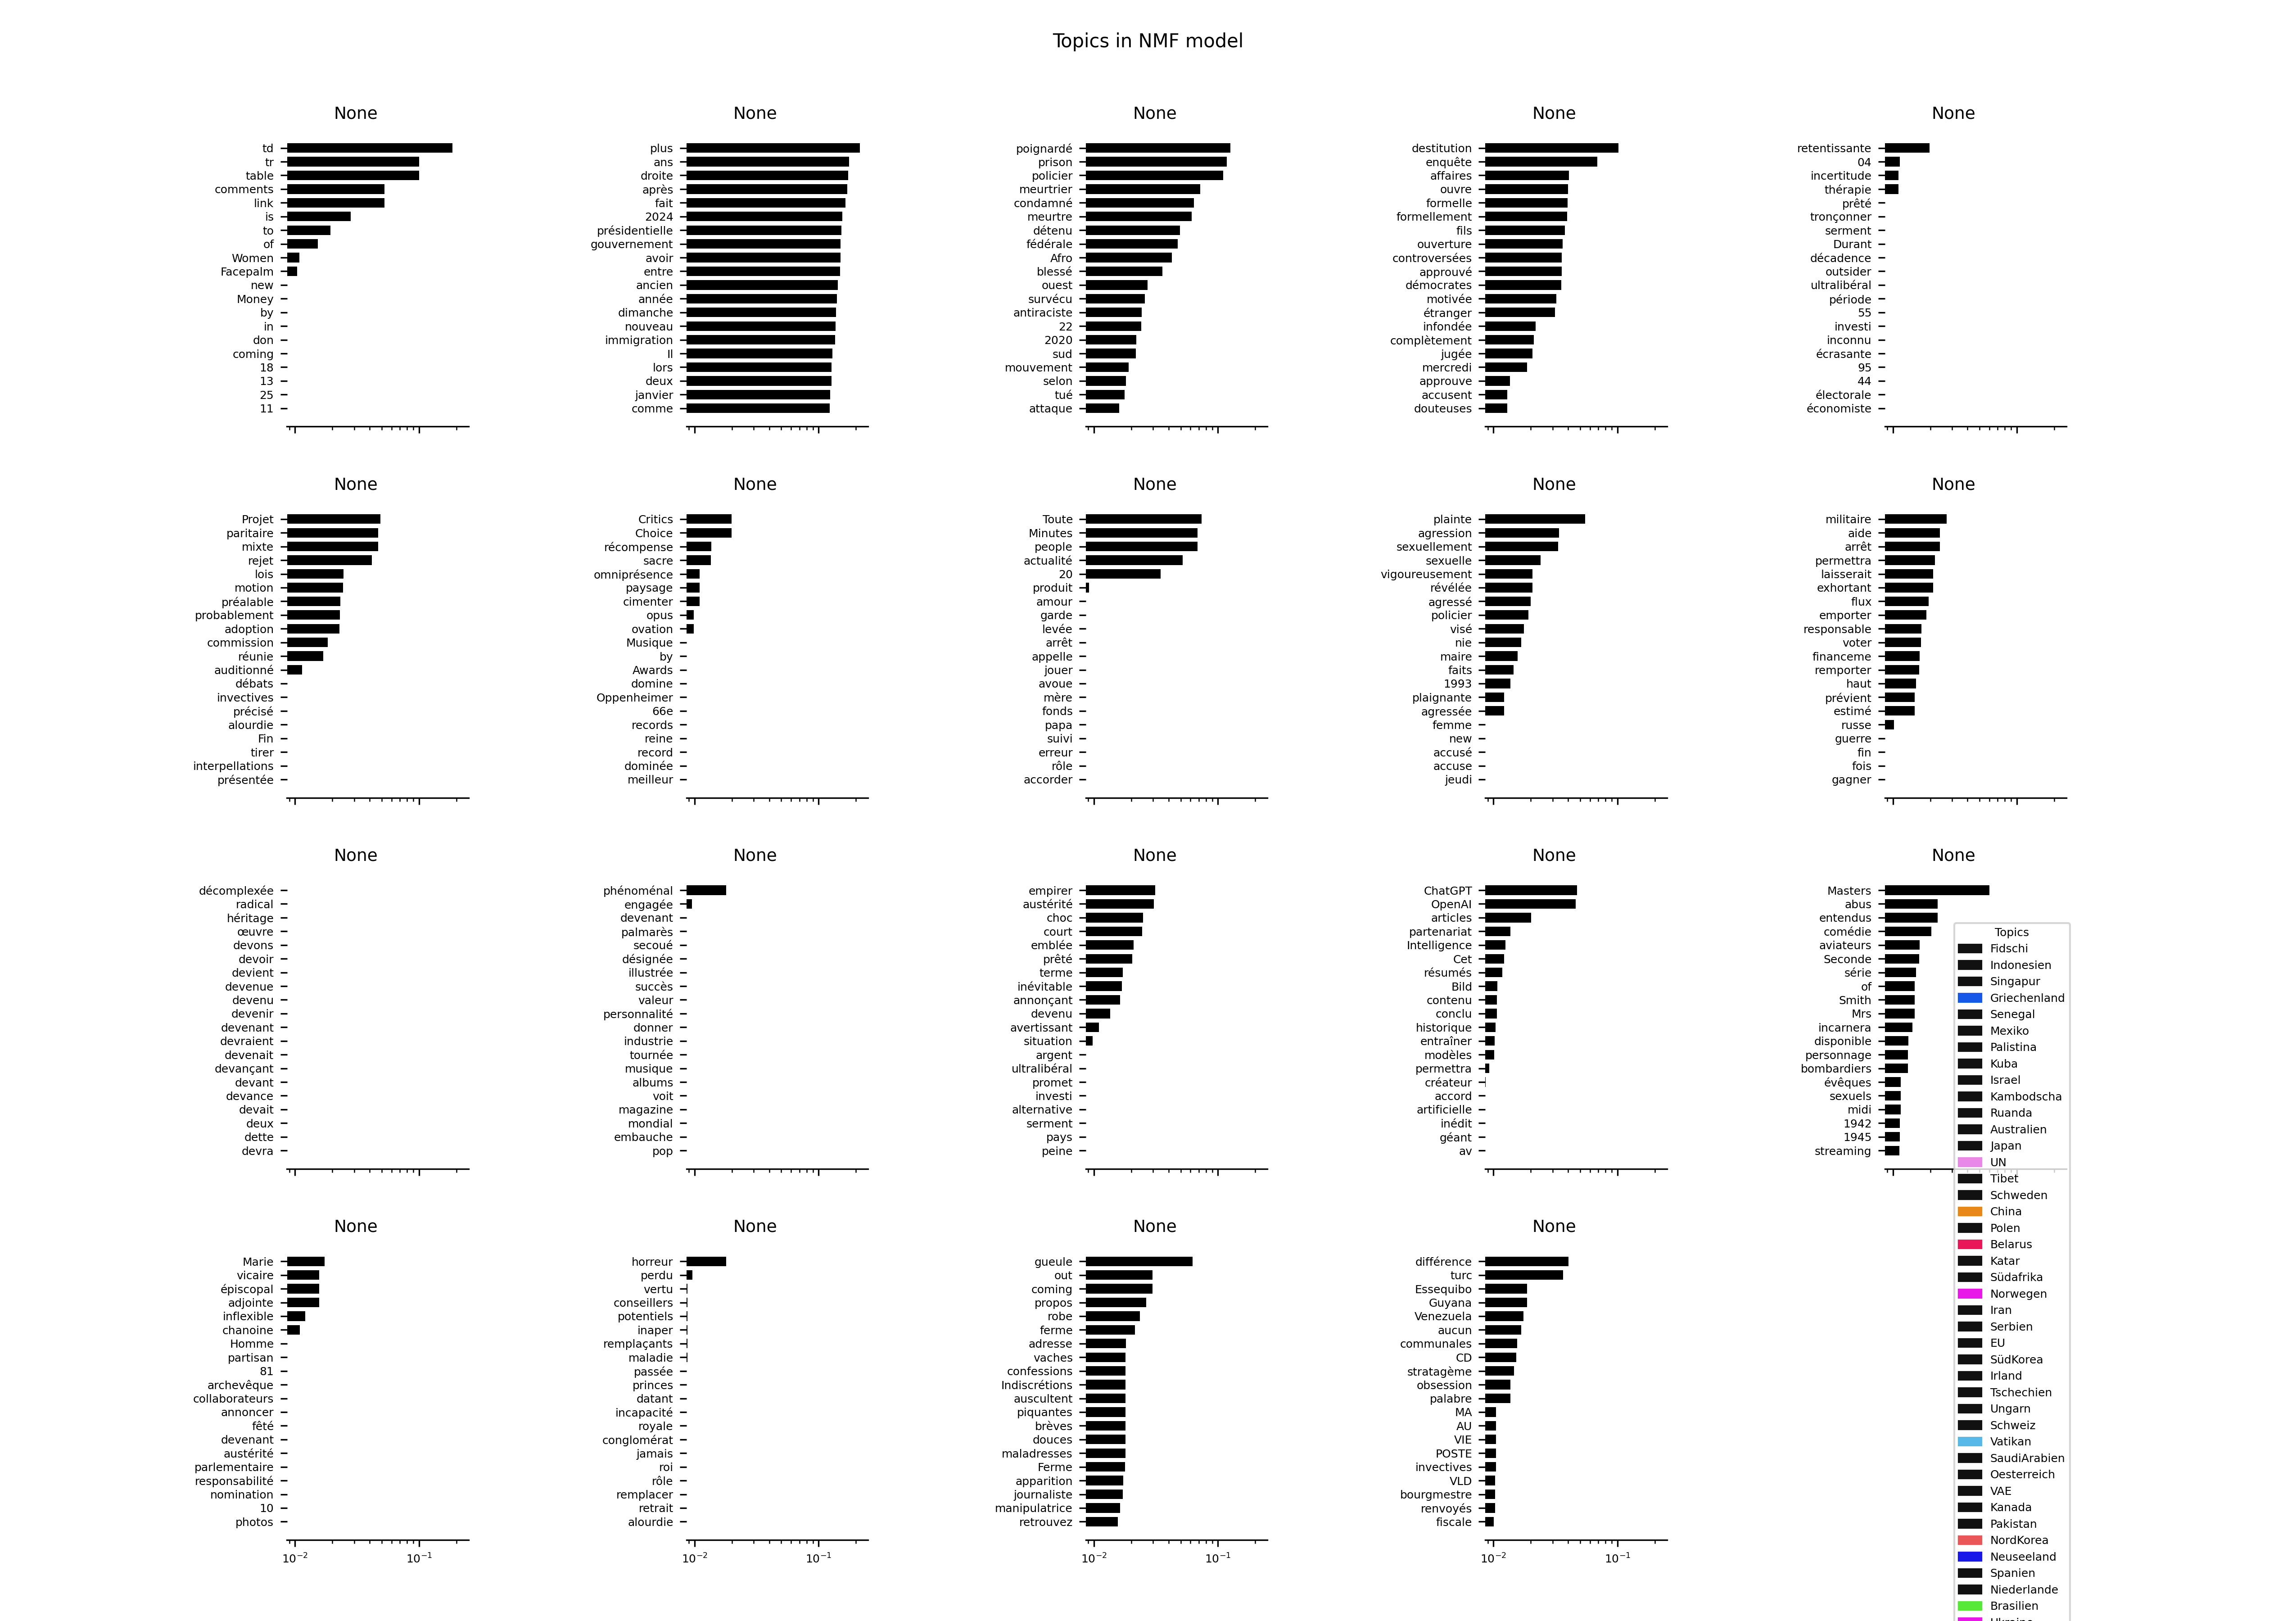 Topics in NMF model
None
td
tr
table
comments
link
is
to
of
Women
Facepalm
new
Money
by
in
don
coming
18
13
25
11
None
plus
ans
droite
après
fait
2024
présidentielle
gouvernement
avoir
entre
ancien
année
dimanche
nouveau
immigration
Il
lors
deux
janvier
comme
None
poignardé
prison
policier
meurtrier
condamné
meurtre
détenu
fédérale
Afro
blessé
ouest
survécu
antiraciste
22
2020
sud
mouvement
selon
tué
attaque
None
destitution
enquête
affaires
ouvre
formelle
formellement
fils
ouverture
controversées
approuvé
démocrates
motivée
étranger
infondée
complètement
jugée
mercredi
approuve
accusent
douteuses
None
retentissante
04
incertitude
thérapie
prêté
tronçonner
serment
Durant
décadence
outsider
ultralibéral
période
55
investi
inconnu
écrasante
95
44
électorale
économiste
None
Projet
paritaire
mixte
rejet
lois
motion
préalable
probablement
adoption
commission
réunie
auditionné
débats
invectives
précisé
alourdie
Fin
tirer
interpellations
présentée
None
Critics
Choice
récompense
sacre
omniprésence
paysage
cimenter
opus
ovation
Musique
by
Awards
domine
Oppenheimer
66e
records
reine
record
dominée
meilleur
None
Toute
Minutes
people
actualité
20
produit
amour
garde
levée
arrêt
appelle
jouer
avoue
mère
fonds
papa
suivi
erreur
rôle
accorder
None
plainte
agression
sexuellement
sexuelle
vigoureusement
révélée
agressé
policier
visé
nie
maire
faits
1993
plaignante
agressée
femme
new
accusé
accuse
jeudi
None
militaire
aide
arrêt
permettra
laisserait
exhortant
flux
emporter
responsable
voter
financeme
remporter
haut
prévient
estimé
russe
guerre
fin
fois
gagner
None
décomplexée
radical
héritage
œuvre
devons
devoir
devient
devenue
devenu
devenir
devenant
devraient
devenait
devançant
devant
devance
devait
deux
dette
devra
None
phénoménal
engagée
devenant
palmarès
secoué
désignée
illustrée
succès
valeur
personnalité
donner
industrie
tournée
musique
albums
voit
magazine
mondial
embauche
pop
None
empirer
austérité
choc
court
emblée
prêté
terme
inévitable
annonçant
devenu
avertissant
situation
argent
ultralibéral
promet
investi
alternative
serment
pays
peine
None
ChatGPT
OpenAI
articles
partenariat
Intelligence
Cet
résumés
Bild
contenu
conclu
historique
entraîner
modèles
permettra
créateur
accord
artificielle
inédit
géant
av
None
Masters
abus
entendus
comédie
aviateurs
Seconde
série
of
Smith
Mrs
incarnera
disponible
personnage
bombardiers
évêques
sexuels
midi
1942
1945
streaming
None
Marie
vicaire
épiscopal
adjointe
inflexible
chanoine
Homme
partisan
81
archevêque
collaborateurs
annoncer
fêté
devenant
austérité
parlementaire
responsabilité
nomination
10
photos
10⁻² 10⁻¹
None
horreur
perdu
vertu
conseillers
potentiels
inaper
remplaçants
maladie
passée
princes
datant
incapacité
royale
conglomérat
jamais
roi
rôle
remplacer
retrait
alourdie
10⁻² 10⁻¹
None
gueule
out
coming
propos
robe
ferme
adresse
vaches
confessions
Indiscrétions
auscultent
piquantes
brèves
douces
maladresses
Ferme
apparition
journaliste
manipulatrice
retrouvez
10⁻² 10⁻¹
None
différence
turc
Essequibo
Guyana
Venezuela
aucun
communales
CD
stratagème
obsession
palabre
MA
AU
VIE
POSTE
invectives
VLD
bourgmestre
renvoyés
fiscale
10⁻² 10⁻¹
Topics
Fidschi
Indonesien
Singapur
Griechenland
Senegal
Mexiko
Palistina
Kuba
Israel
Kambodscha
Ruanda
Australien
Japan
UN
Tibet
Schweden
China
Polen
Belarus
Katar
Südafrika
Norwegen
Iran
Serbien
EU
SüdKorea
Irland
Tschechien
Ungarn
Schweiz
Vatikan
SaudiArabien
Oesterreich
VAE
Kanada
Pakistan
NordKorea
Neuseeland
Spanien
Niederlande
Brasilien